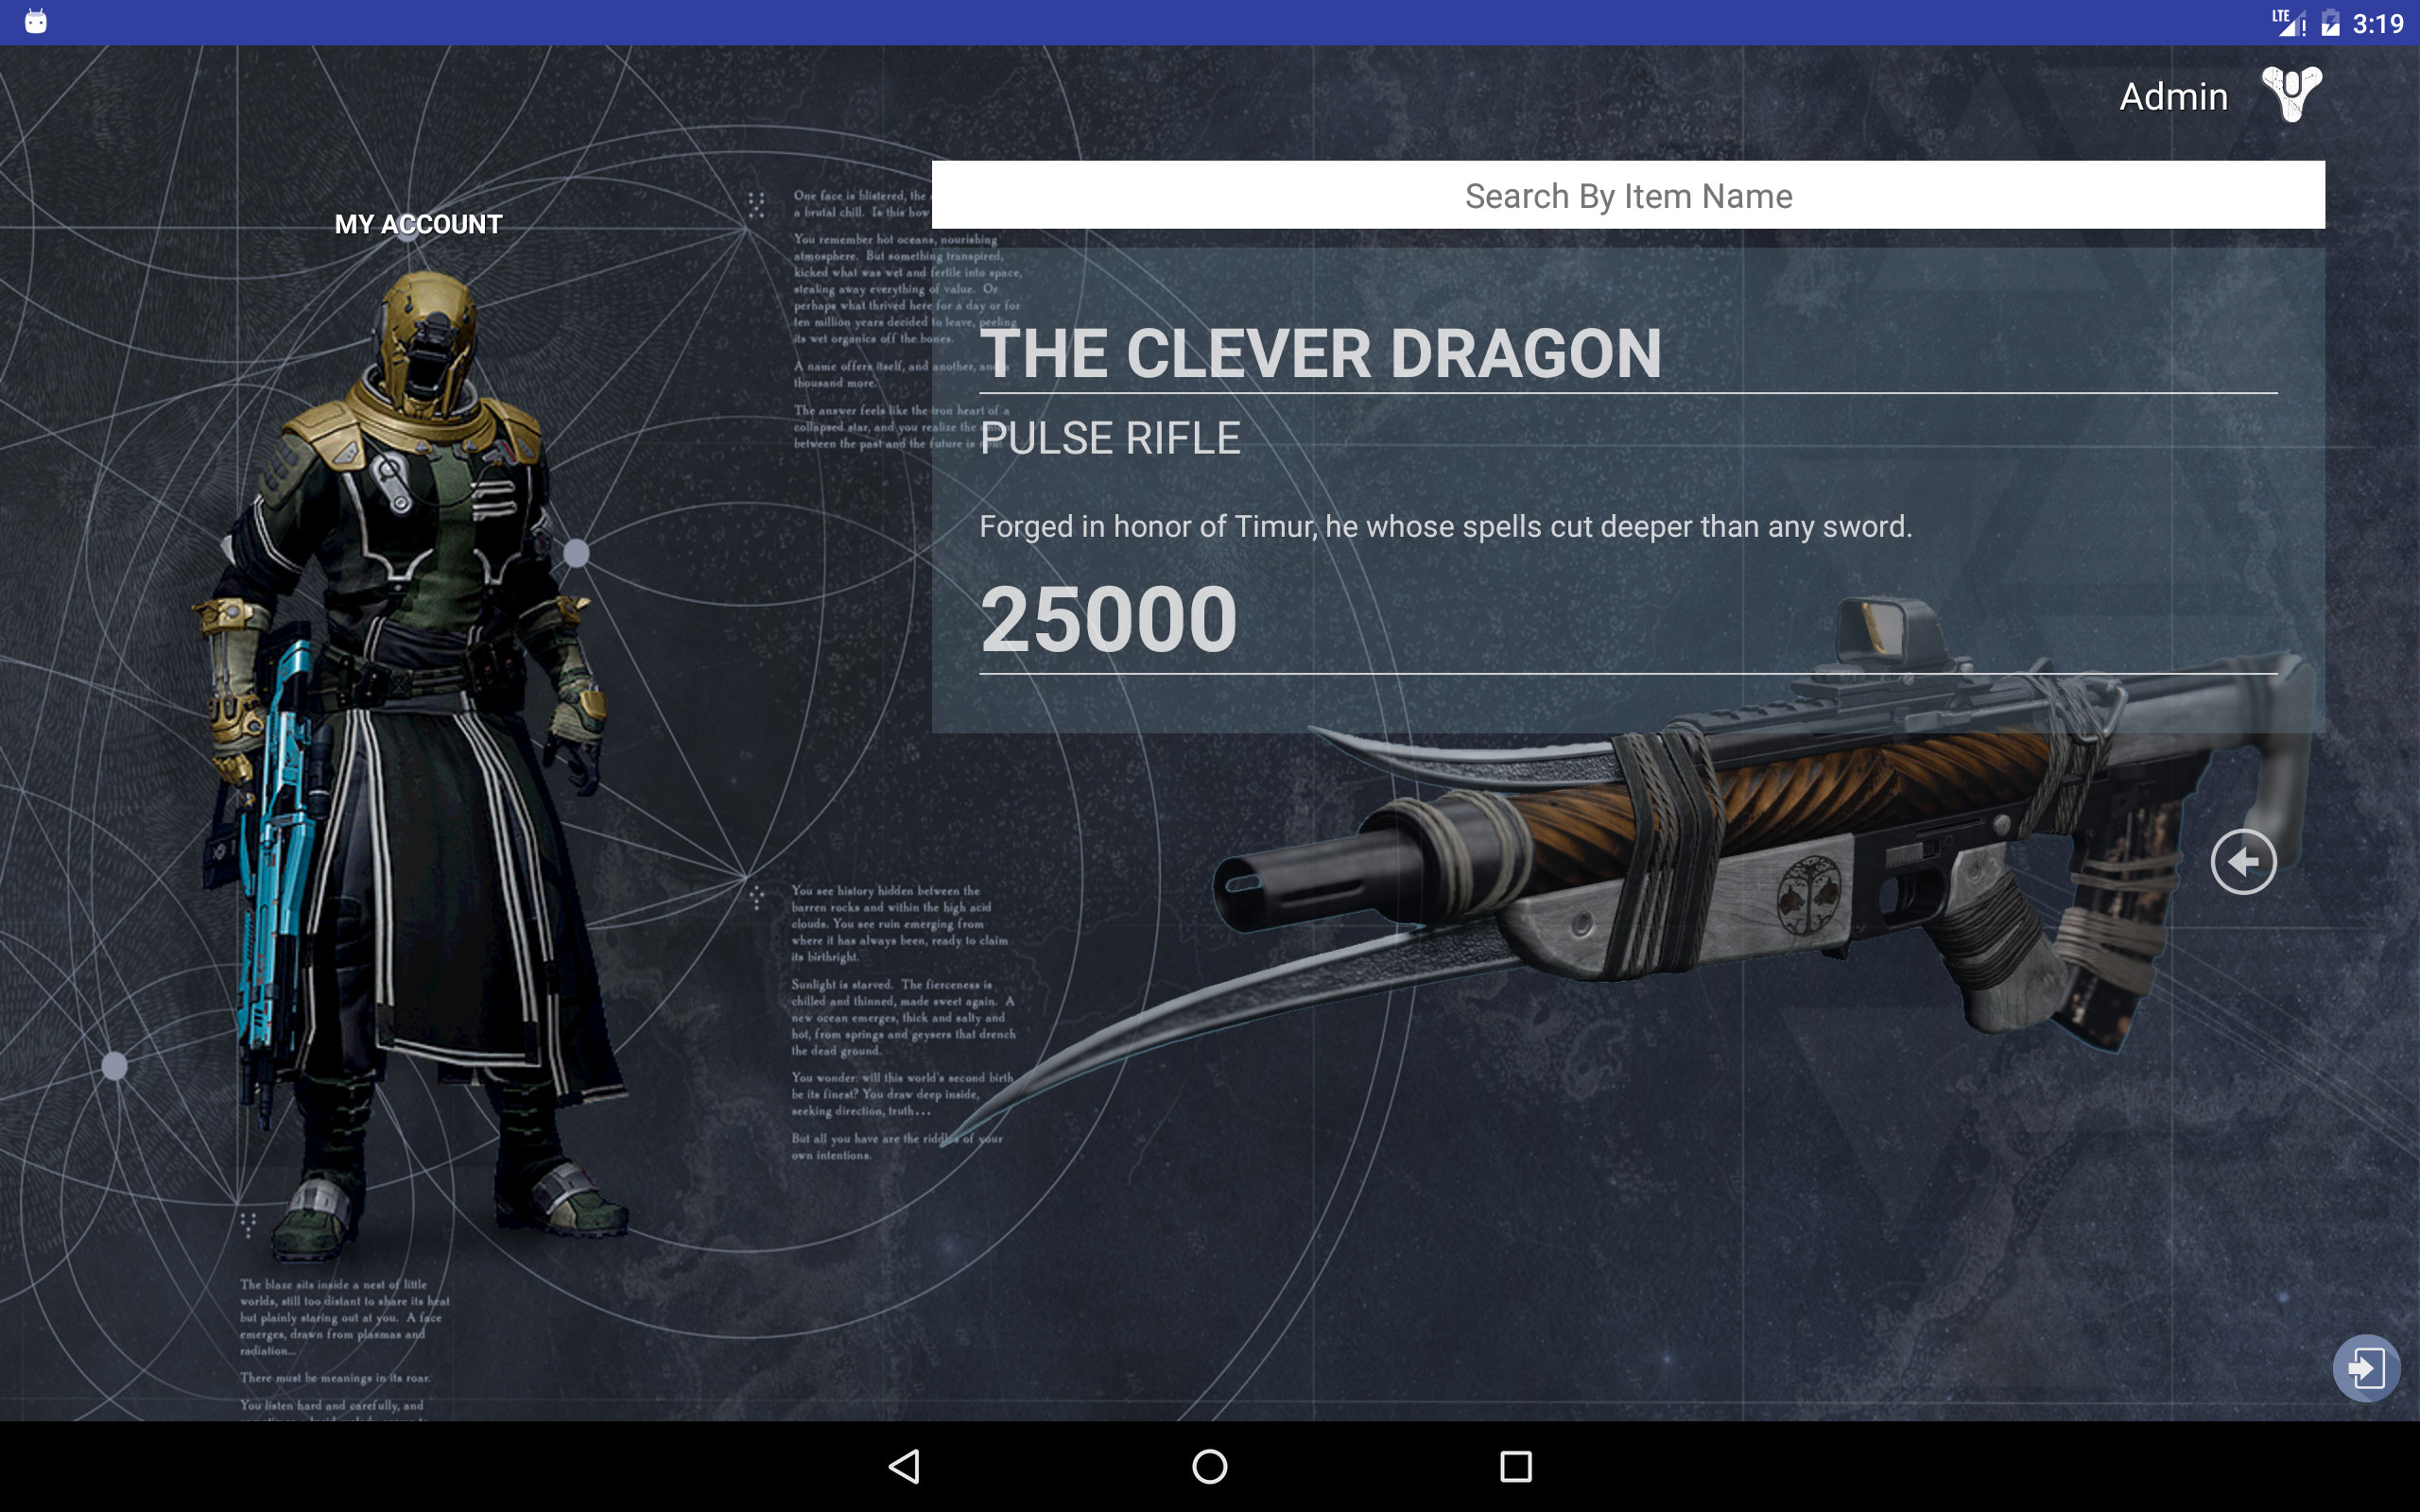 LTE
3:19
Admin
Search By Item Name
MY ACCOUNT
THE CLEVER DRAGON
PULSE RIFLE
Forged in honor of Timur, he whose spells cut deeper than any sword.
25000
One face is blistered, the
a brutal chill. Is this how
You remember hot oceans, nourishing
atmosphere. But something transpired,
kicked what was wet and fertile into space,
stealing away everything of value. Or
perhaps what thrived here for a day or for
ten million years decided to leave, peeling
its wet organics off the bones.
A name offers itself, and another, and
thousand more.
The answer feels like the iron heart of a
collapsed star, and you realize the
between the past and the future is
You see history hidden between the
barren rocks and within the high acid
clouds. You see ruin emerging from
where it has always been, ready to claim
its birthright.
Sunlight is starved. The fierceness is
chilled and thinned, made sweet again. A
new ocean emerges, thick and salty and
hot, from springs and geysers that drench
the dead ground.
You wonder: will this world's second birth
be its finest? You draw deep inside,
seeking direction, truth...
But all you have are the riddles of your
own intentions.
The blaze sits inside a nest of little
worlds, still too distant to share its heat
but plainly staring out at you. A face
emerges, drawn from plasmas and
radiation...
There must be meanings in its roar.
You listen hard and carefully, and